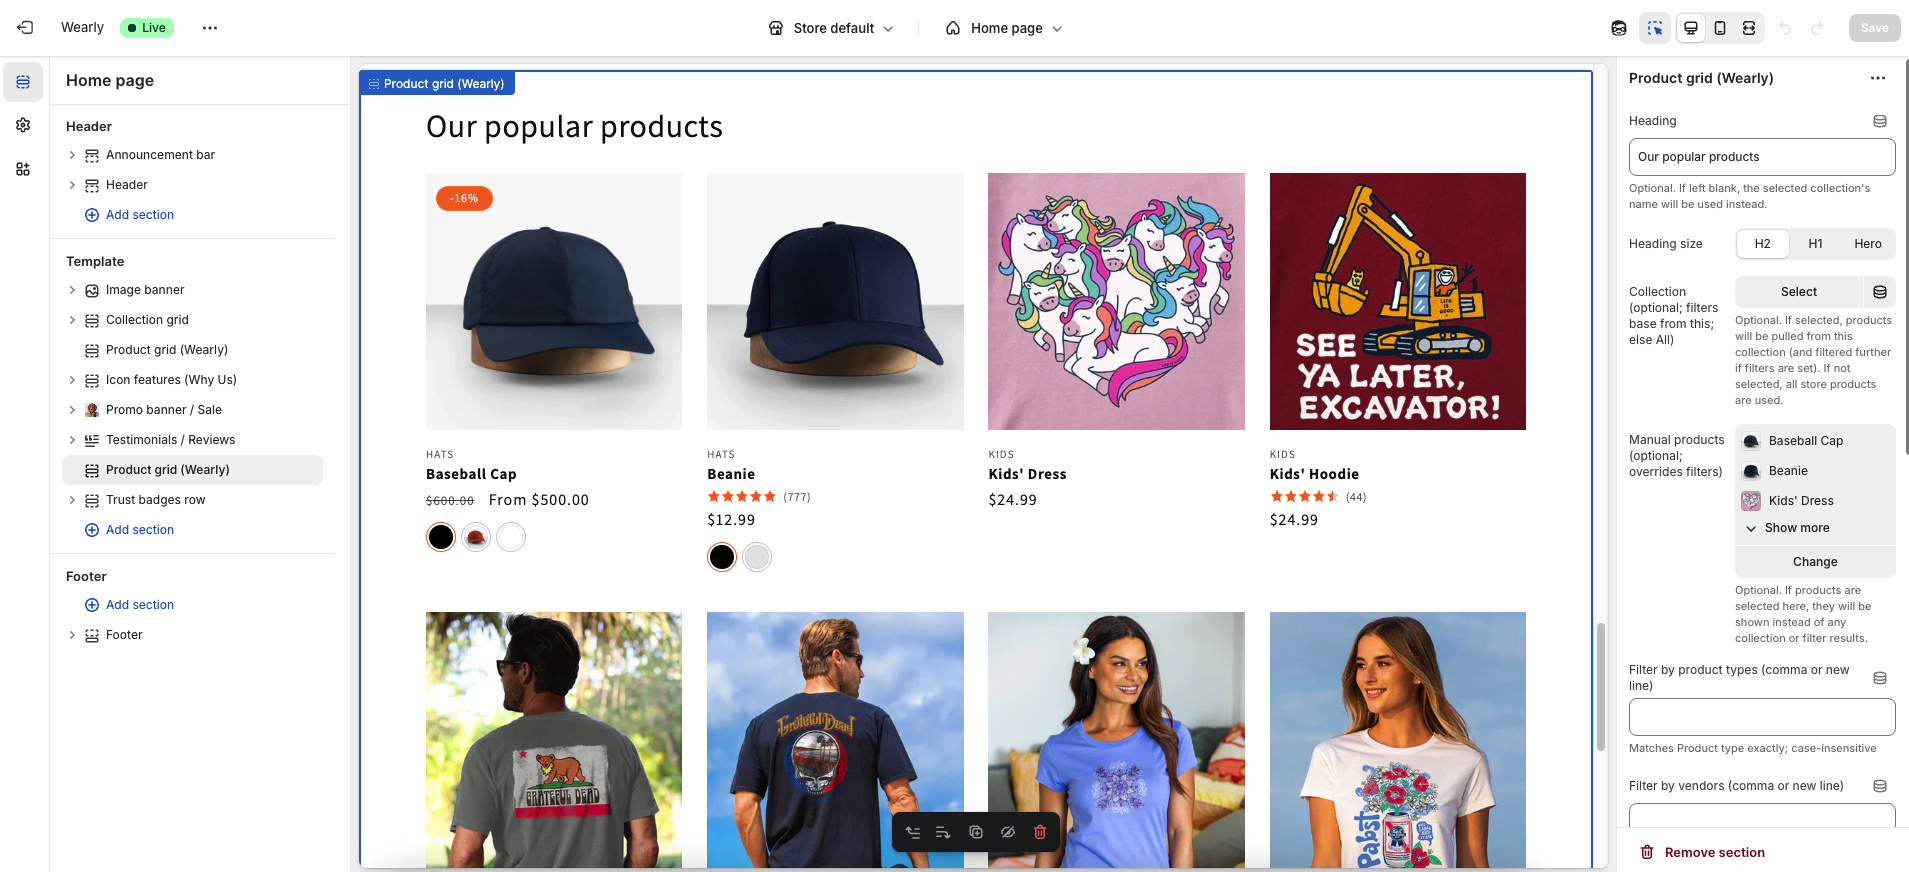 Wearly
Live
Store default
Home page
Save
Home page
Header
Announcement bar
Header
Add section
Template
Image banner
Collection grid
Product grid (Wearly)
Icon features (Why Us)
Promo banner / Sale
Testimonials / Reviews
Product grid (Wearly)
Trust badges row
Add section
Footer
Add section
Footer
Product grid (Wearly)
Our popular products
-16%
SEE
YA LATER,
EXCAVATOR!
LIFE
IS
GOOD
HATS
Baseball Cap
$600.00 From $500.00
HATS
Beanie
(777)
$12.99
KIDS
Kids' Dress
$24.99
KIDS
Kids' Hoodie
(44)
$24.99
GRATEFUL DEAD
Grateful Dead
Pabst
Product grid (Wearly)
Heading
Our popular products
Optional. If left blank, the selected collection's
name will be used instead.
Heading size
H2 H1 Hero
Collection
(optional; filters
base from this;
else All)
Select
Optional. If selected, products
will be pulled from this
collection (and filtered further
if filters are set). If not
selected, all store products
are used.
Manual products
(optional;
overrides filters)
Baseball Cap
Beanie
Kids' Dress
Show more
Change
Optional. If products are
selected here, they will be
shown instead of any
collection or filter results.
Filter by product types (comma or new
line)
Matches Product type exactly; case-insensitive
Filter by vendors (comma or new line)
Remove section